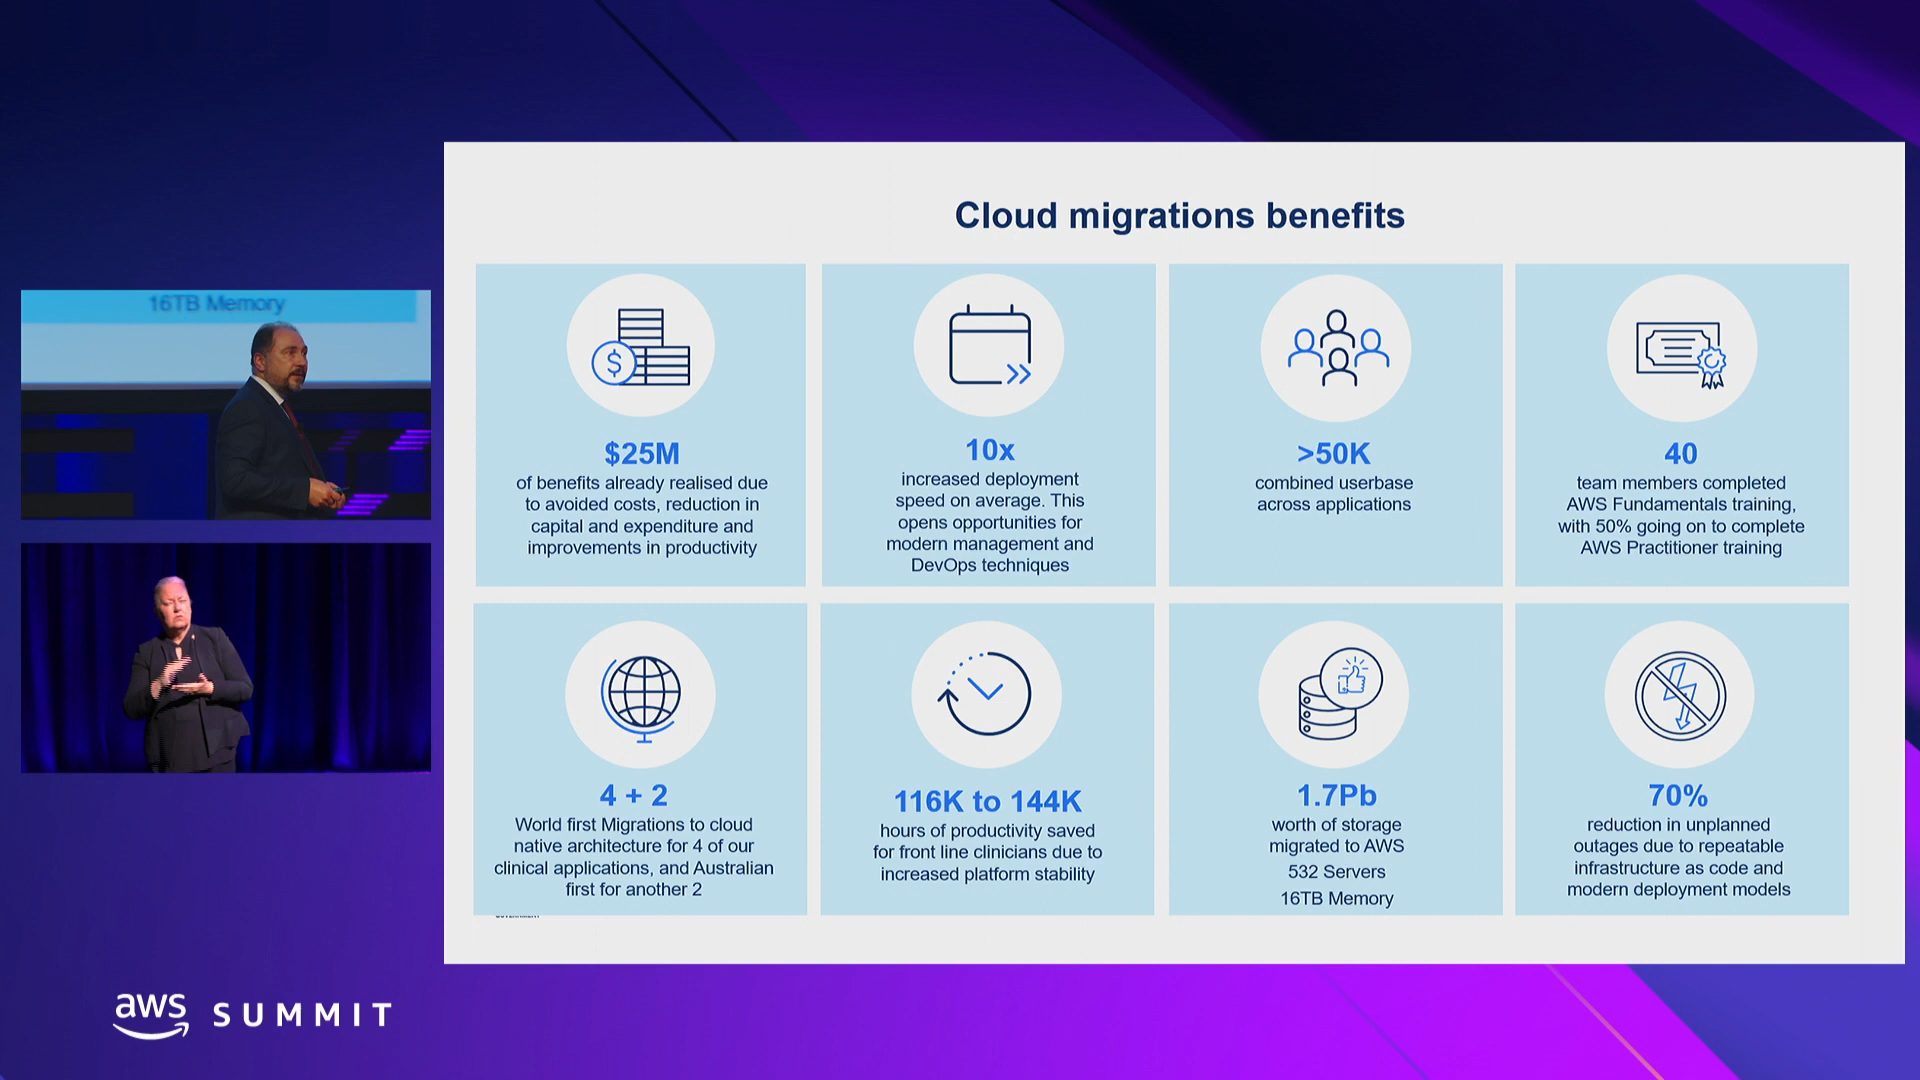 16TB Memory
Cloud migrations benefits
$
$25M
of benefits already realised due
to avoided costs, reduction in
capital and expenditure and
improvements in productivity
10x
increased deployment
speed on average. This
opens opportunities for
modern management and
DevOps techniques
>50K
combined userbase
across applications
40
team members completed
AWS Fundamentals training,
with 50% going on to complete
AWS Practitioner training
4 + 2
World first Migrations to cloud
native architecture for 4 of our
clinical applications, and Australian
first for another 2
116K to 144K
hours of productivity saved
for front line clinicians due to
increased platform stability
1.7Pb
worth of storage
migrated to AWS
532 Servers
16TB Memory
70%
reduction in unplanned
outages due to repeatable
infrastructure as code and
modern deployment models
aws SUMMIT